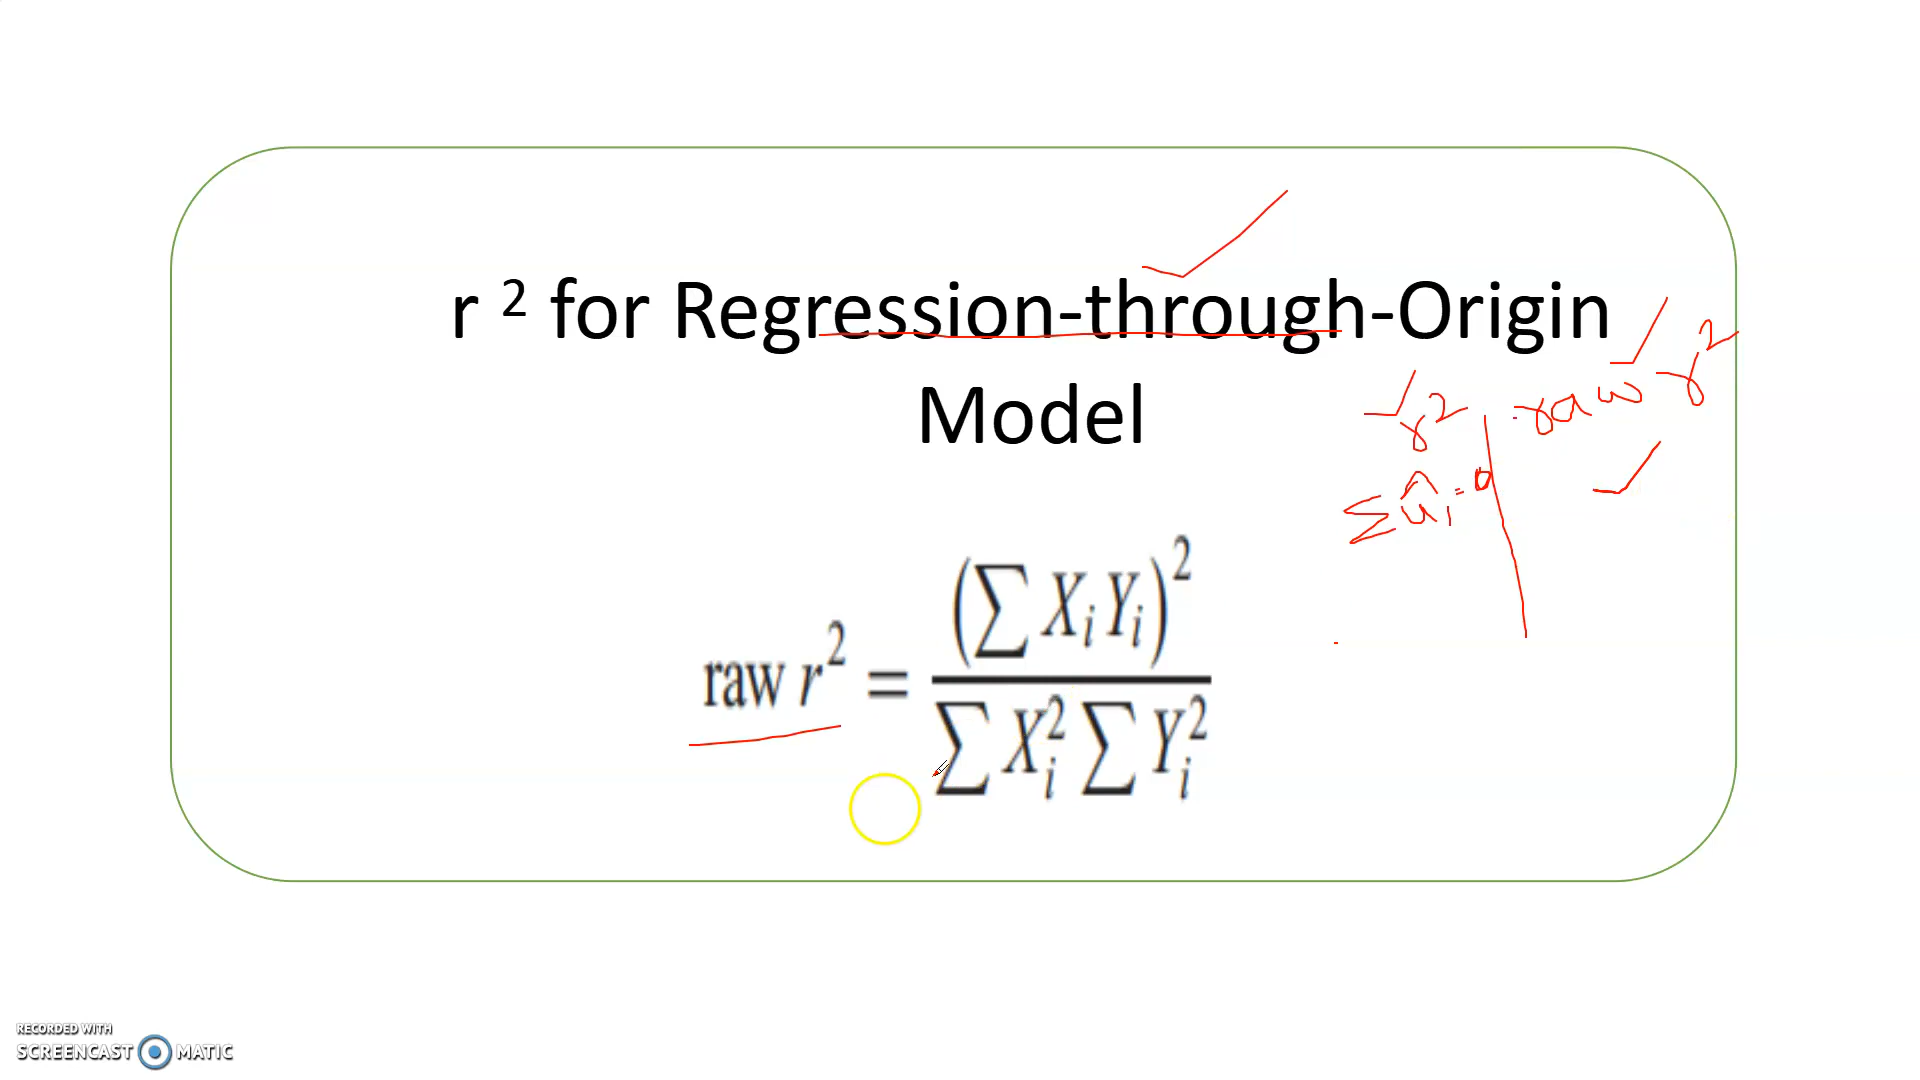 r ² for Regression-through-Origin
Model
r² raw r²
Σûᵢ = 0
raw r² = (∑ XᵢYᵢ)² / ∑ Xᵢ² ∑ Yᵢ²
RECORDED WITH
SCREENCAST MATIC